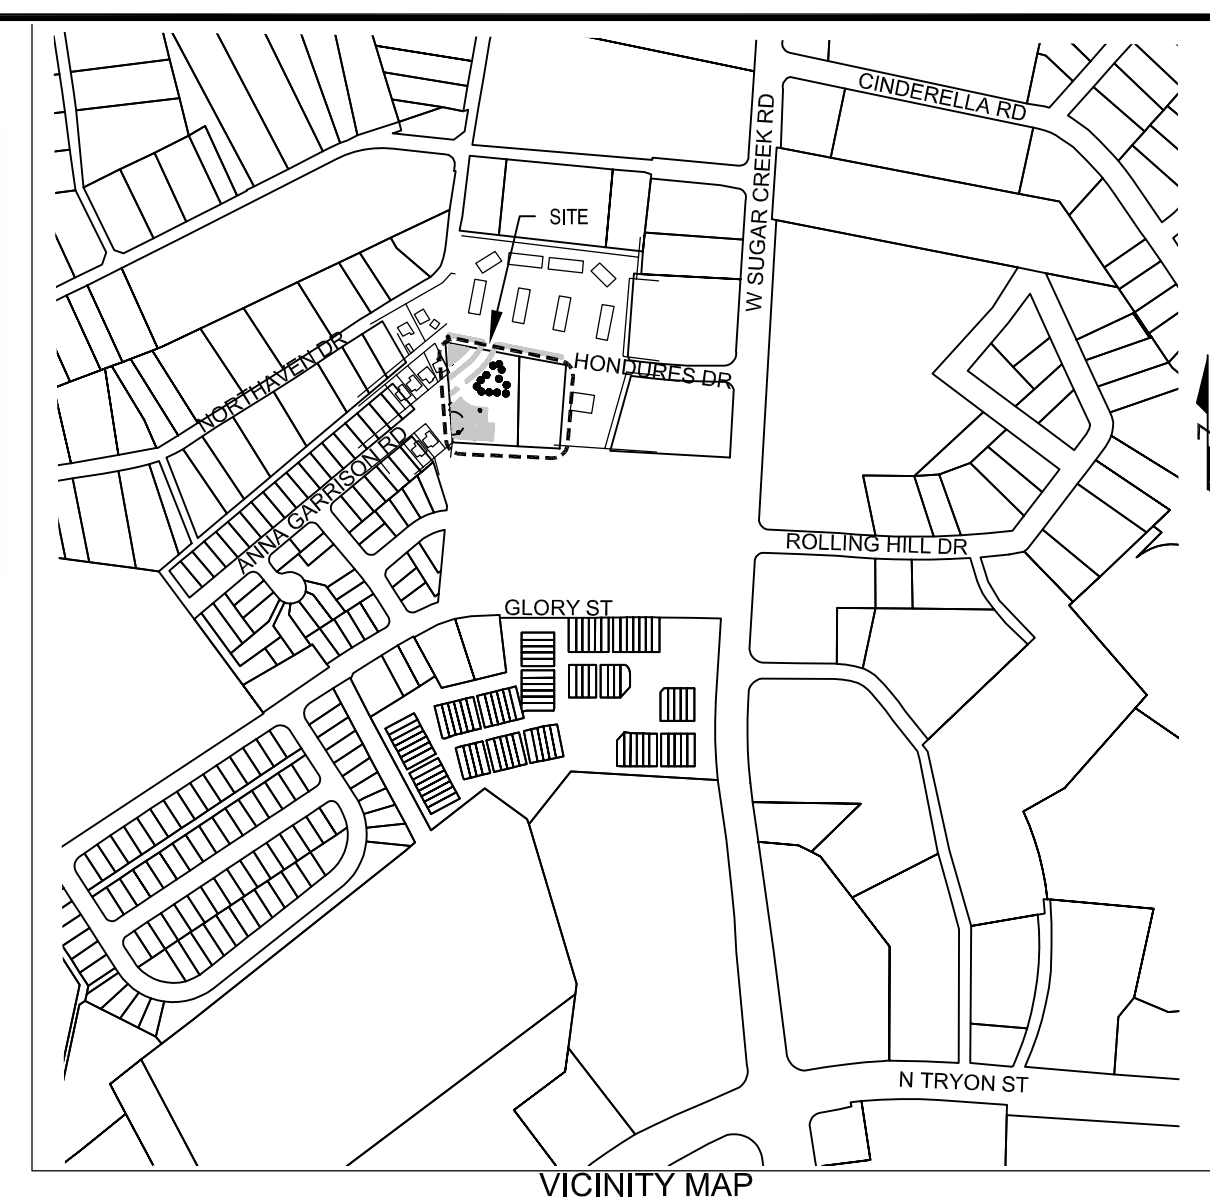 CINDERELLA RD
W SUGAR CREEK RD
SITE
NORTHAVEN DR
HONDURES DR
ANNA GARRISON RD
ROLLING HILL DR
GLORY ST
N TRYON ST
VICINITY MAP